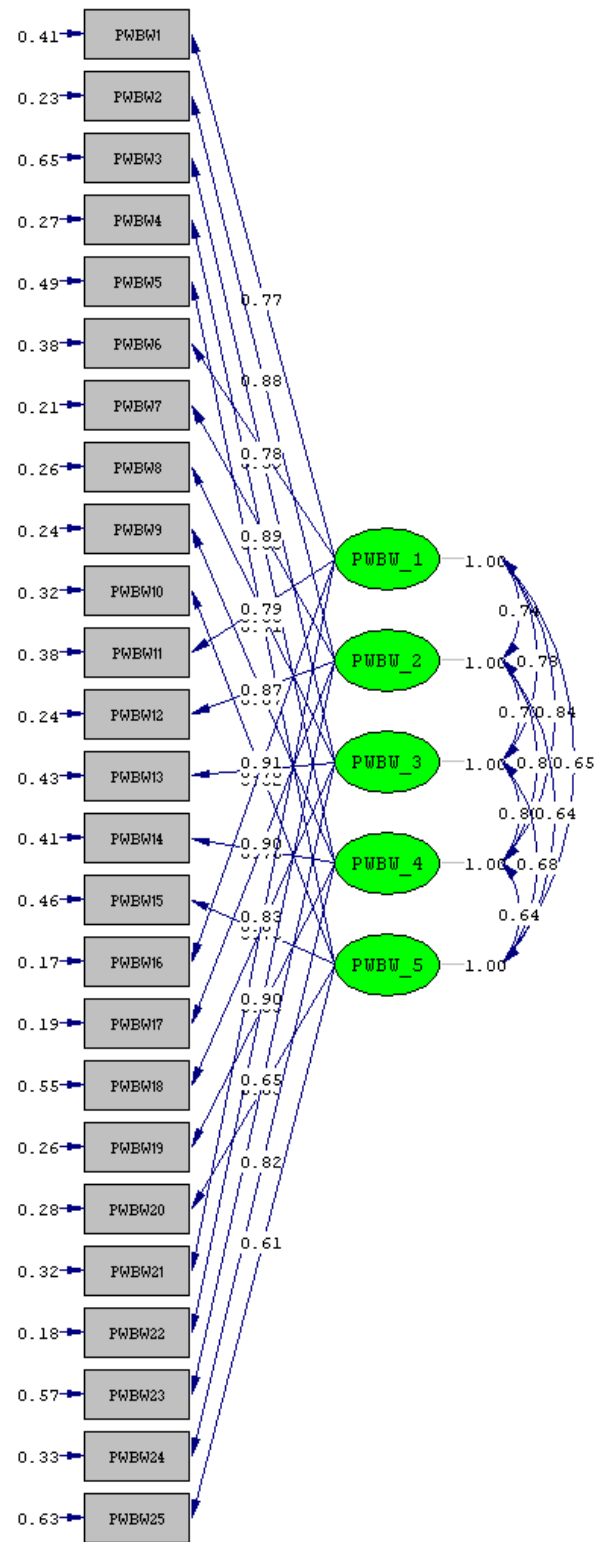 0.41 PWBW1
0.23 PWBW2
0.65 PWBW3
0.27 PWBW4
0.49 PWBW5
0.77
0.38 PWBW6
0.88
0.21 PWBW7
0.78
0.26 PWBW8
0.24 PWBW9
0.89
0.32 PWBW10
PWBW_1 1.00
0.79
0.74
0.38 PWBW11
PWBW_2 1.00
0.87
0.24 PWBW12
0.84
0.91
PWBW_3 1.00
0.65
0.43 PWBW13
0.64
0.41 PWBW14
0.90
PWBW_4 1.00
0.68
0.46 PWBW15
0.83
0.64
0.17 PWBW16
PWBW_5 1.00
0.90
0.19 PWBW17
0.65
0.55 PWBW18
0.26 PWBW19
0.82
0.28 PWBW20
0.61
0.32 PWBW21
0.18 PWBW22
0.57 PWBW23
0.33 PWBW24
0.63 PWBW25